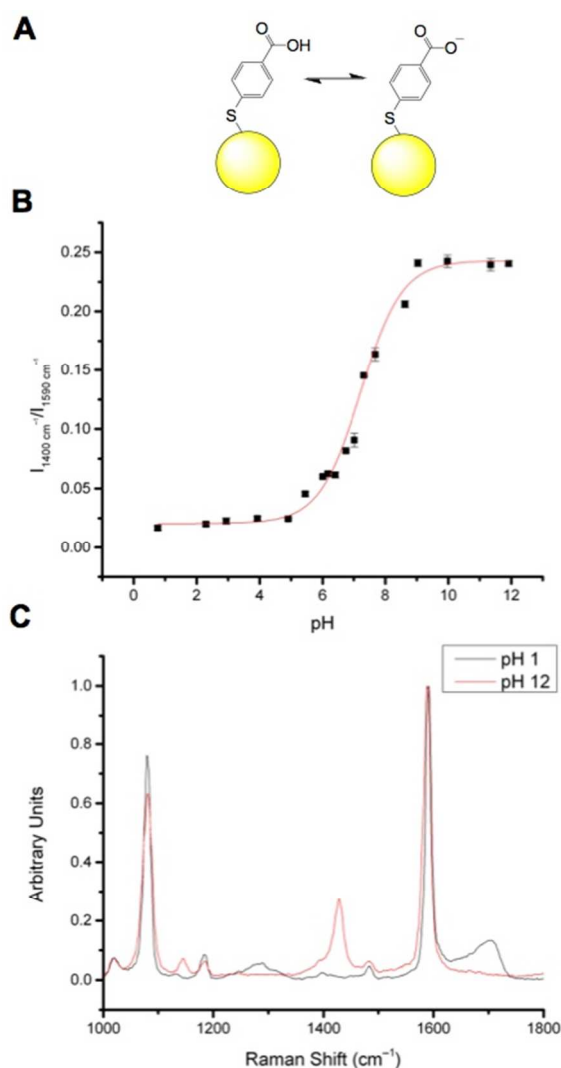 A
O
OH
S
O
O⁻
S
B
I₁₄₀₀ cm⁻¹/I₁₅₉₀ cm⁻¹
0.25
0.20
0.15
0.10
0.05
0.00
0 2 4 6 8 10 12
pH
C
pH 1
pH 12
Arbitrary Units
1.0
0.8
0.6
0.4
0.2
0.0
1000 1200 1400 1600 1800
Raman Shift (cm⁻¹)